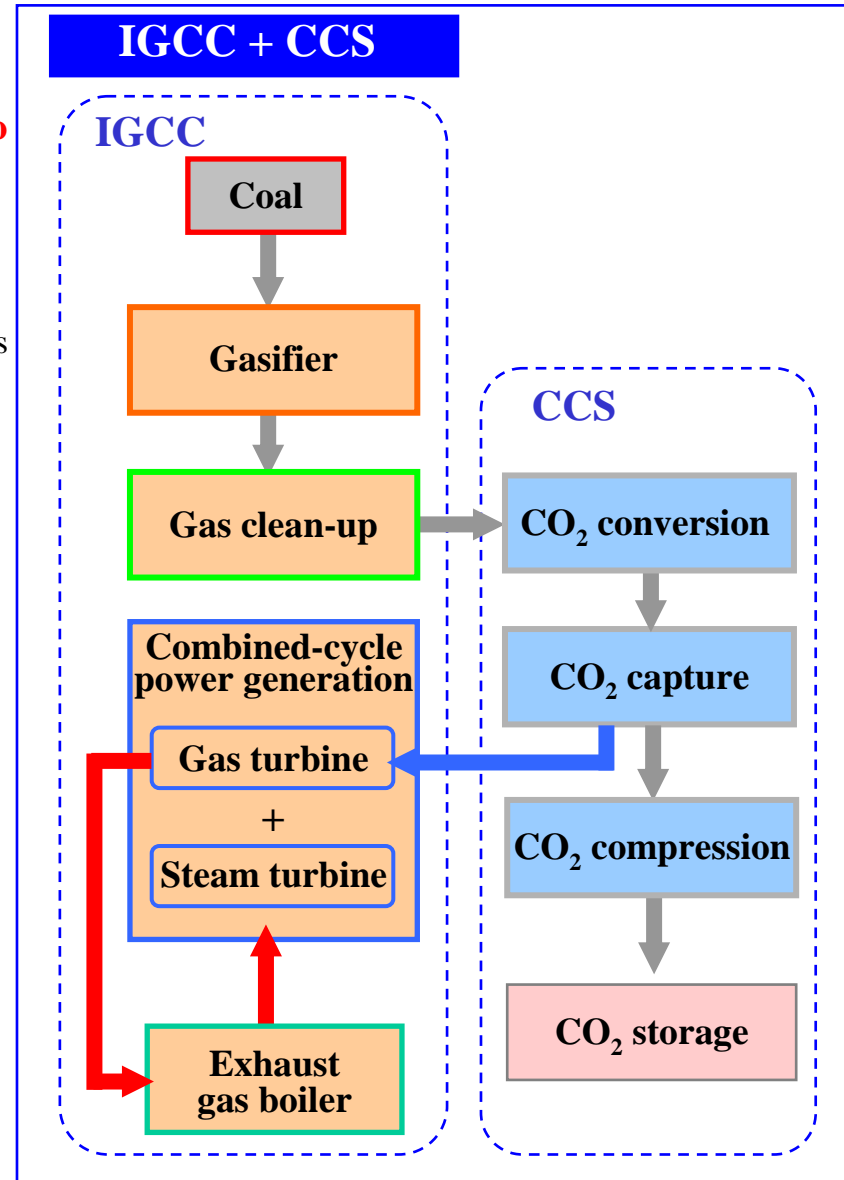 IGCC + CCS
IGCC
Coal
Gasifier
Gas clean-up
Combined-cycle
power generation
Gas turbine
+
Steam turbine
Exhaust
gas boiler
CCS
CO₂ conversion
CO₂ capture
CO₂ compression
CO₂ storage
s